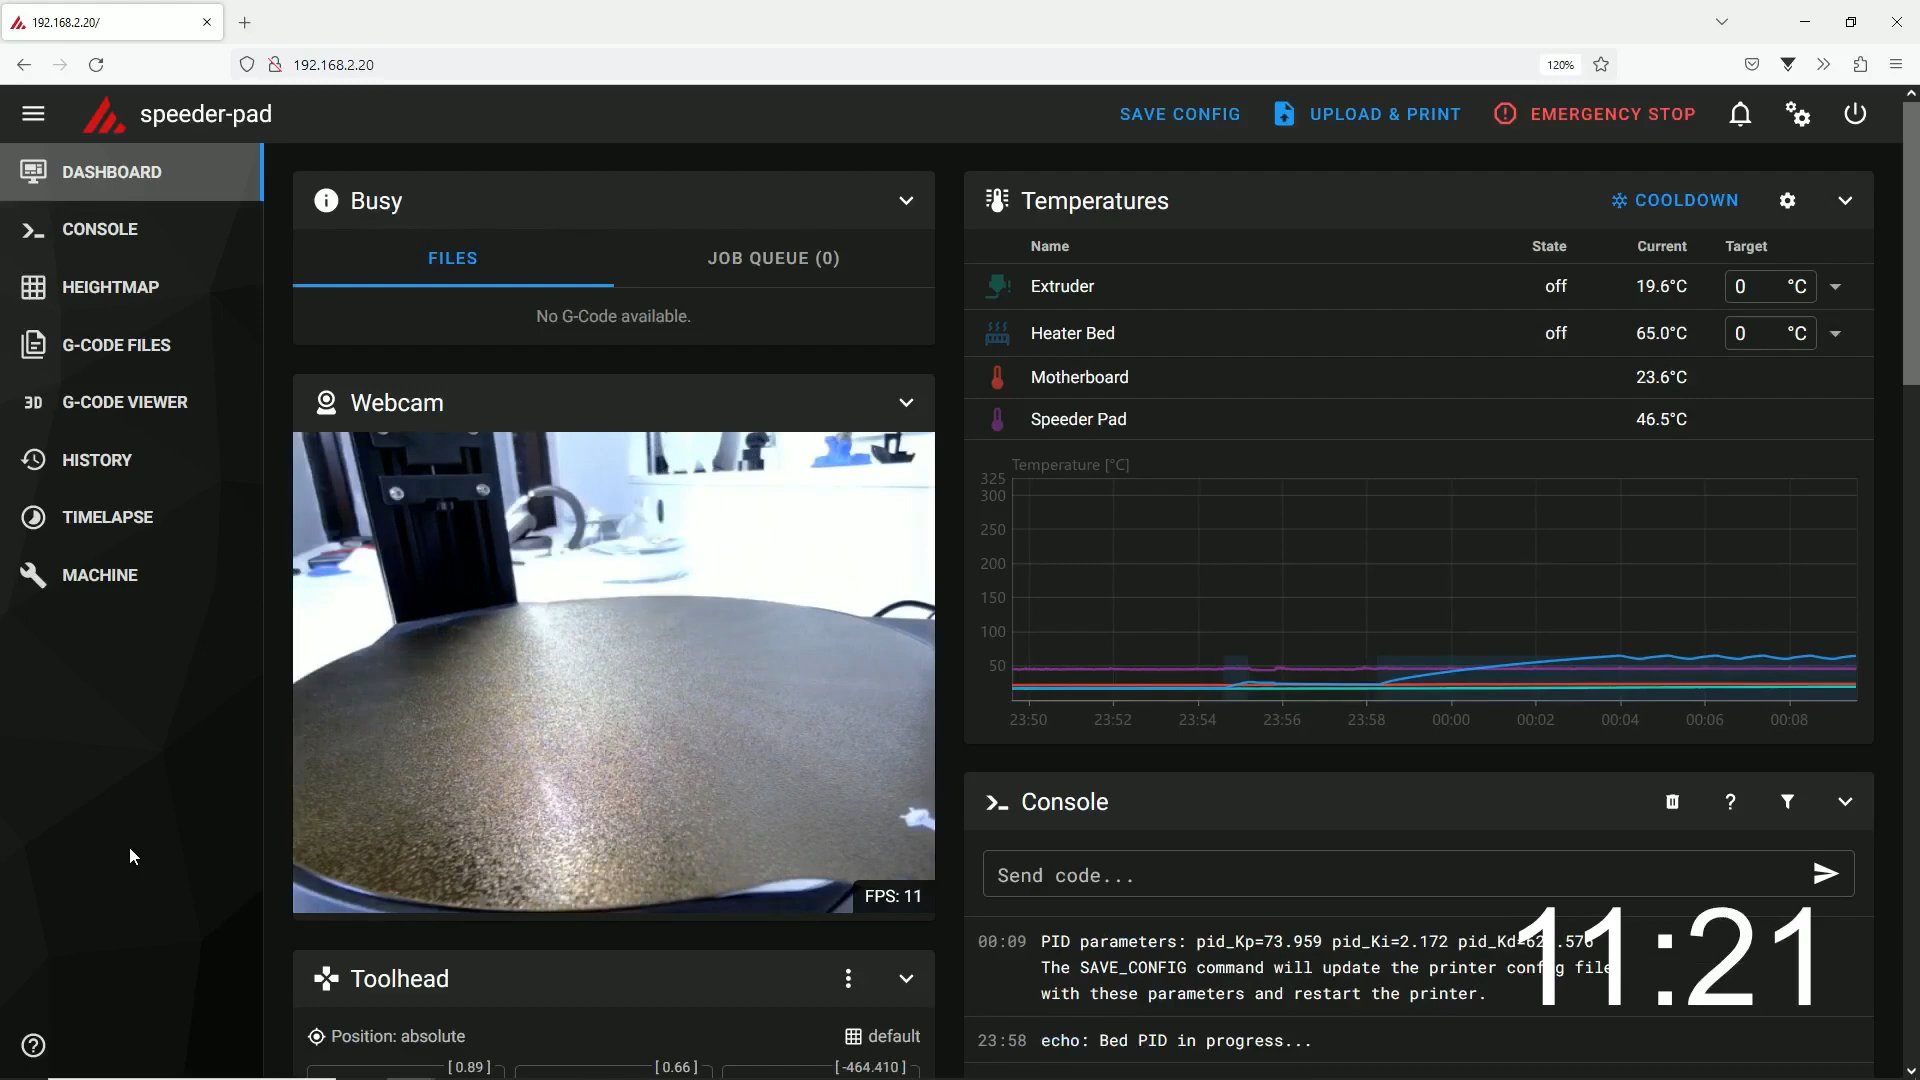 192.168.2.20/
192.168.2.20
120%
speeder-pad
SAVE CONFIG
UPLOAD & PRINT
EMERGENCY STOP
DASHBOARD
CONSOLE
HEIGHTMAP
G-CODE FILES
3D G-CODE VIEWER
HISTORY
TIMELAPSE
MACHINE
Busy
FILES
JOB QUEUE (0)
No G-Code available.
Webcam
FPS: 11
Toolhead
Position: absolute
default
[ 0.89 ]
[ 0.66 ]
[ -464.410 ]
Temperatures
COOLDOWN
Name State Current Target
Extruder off 19.6°C 0 °C
Heater Bed off 65.0°C 0 °C
Motherboard 23.6°C
Speeder Pad 46.5°C
Temperature [°C]
325
300
250
200
150
100
50
23:50 23:52 23:54 23:56 23:58 00:00 00:02 00:04 00:06 00:08
Console
Send code...
00:09 PID parameters: pid_Kp=73.959 pid_Ki=2.172
The SAVE_CONFIG command will update the printer config file
with these parameters and restart the printer.
11:21
23:58 echo: Bed PID in progress...